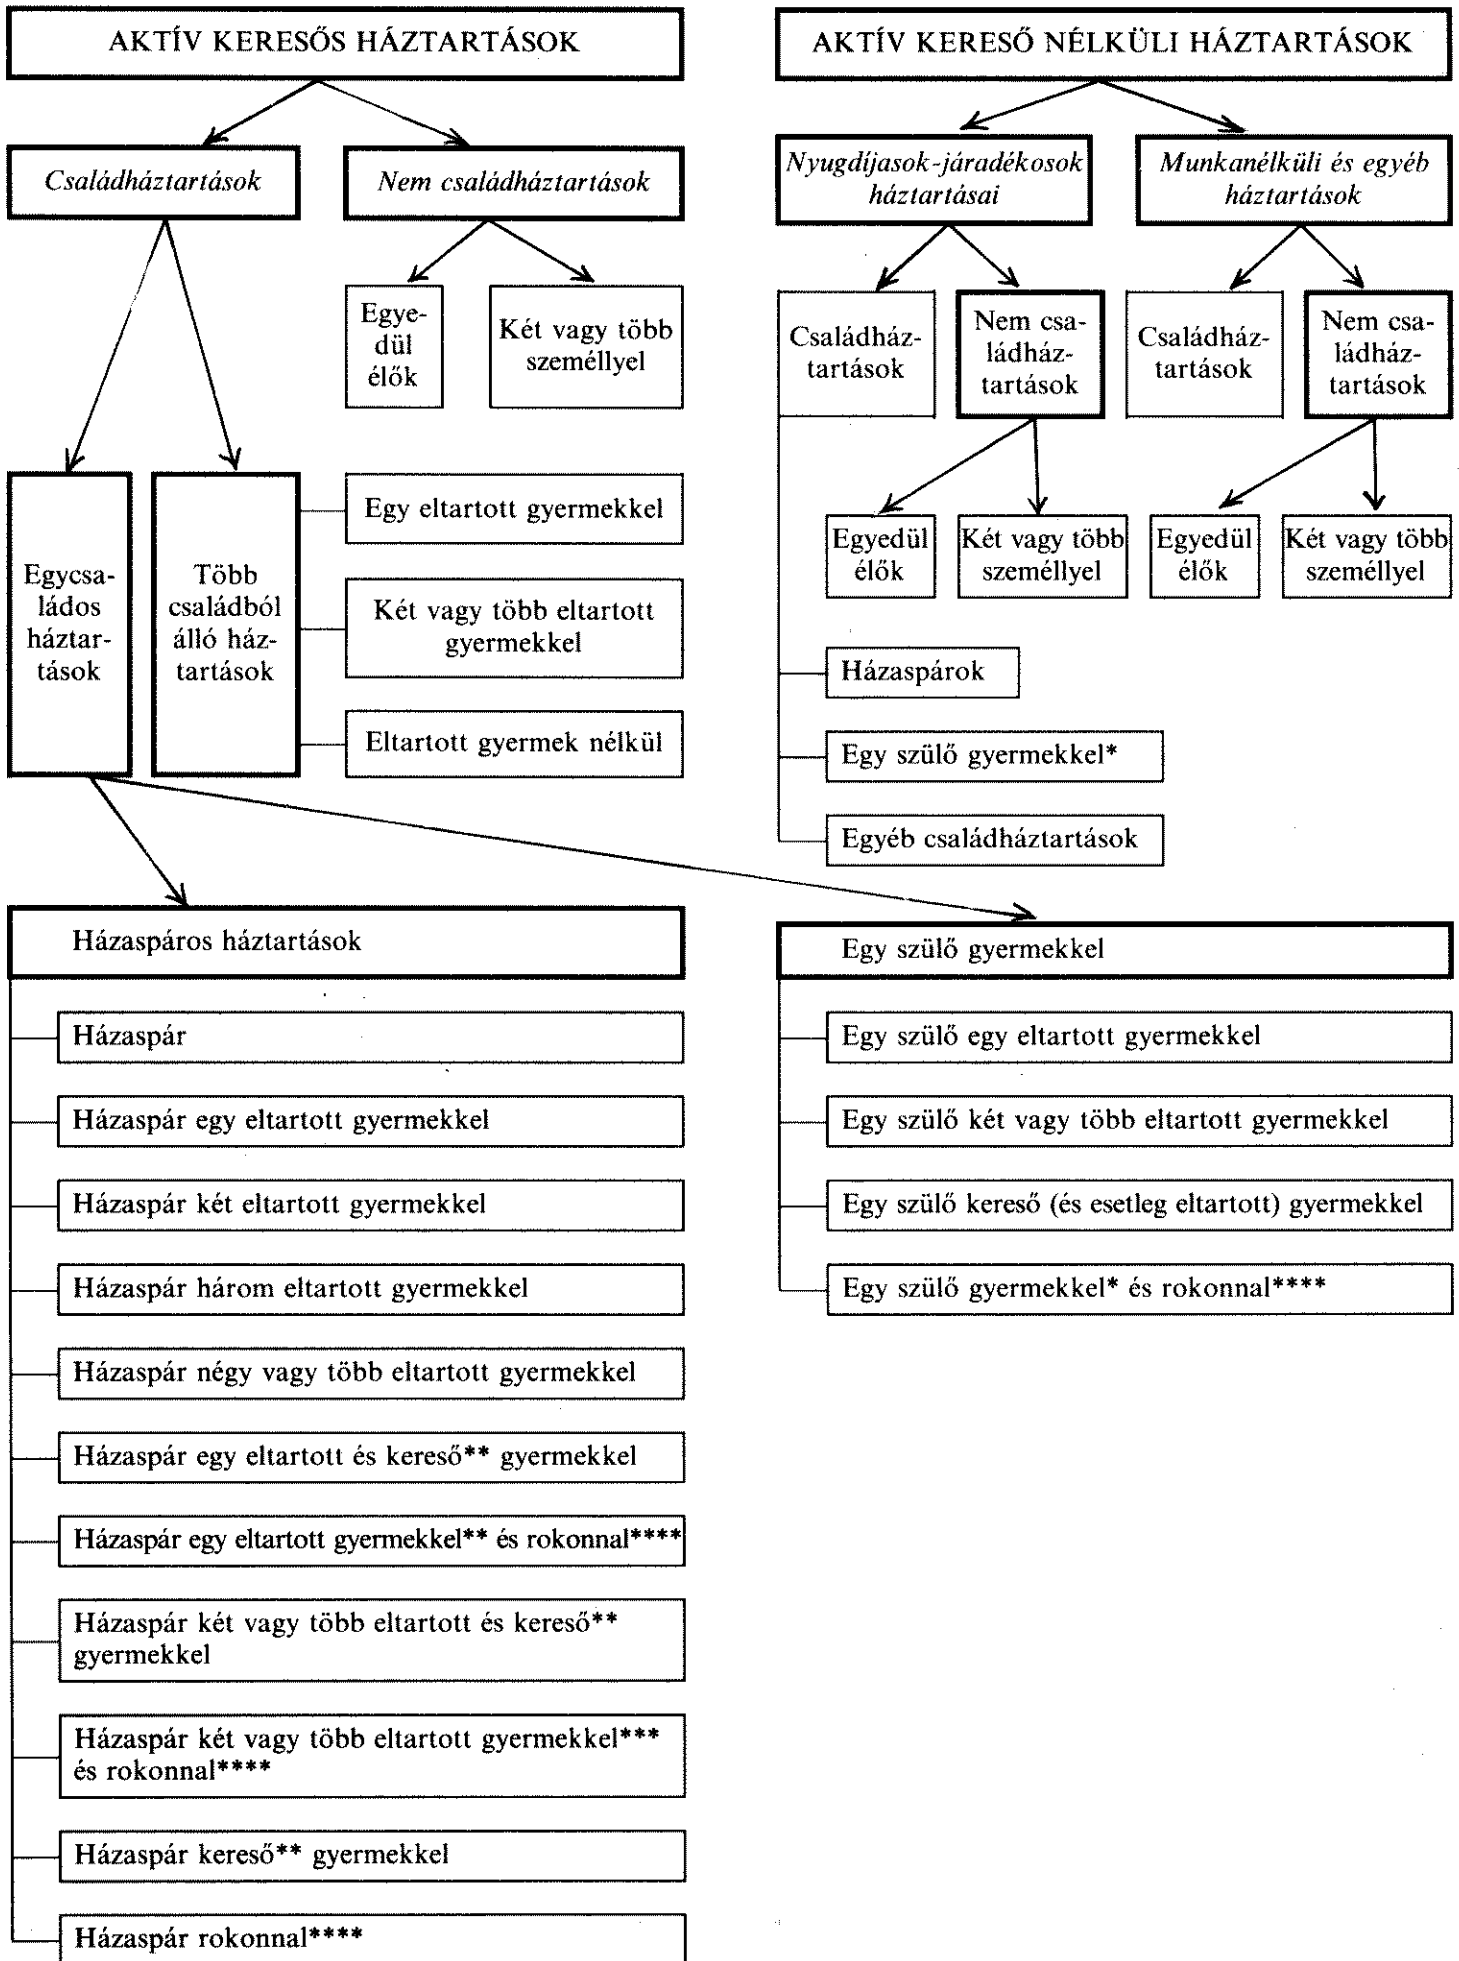 AKTÍV KERESŐS HÁZTARTÁSOK
AKTÍV KERESŐ NÉLKÜLI HÁZTARTÁSOK
Családháztartások
Nem családháztartások
Nyugdíjasok-járadékosok
háztartásai
Munkanélküli és egyéb
háztartások
Egye-
dül
élők
Két vagy több
személlyel
Családház-
tartások
Nem csa-
ládház-
tartások
Családház-
tartások
Nem csa-
ládház-
tartások
Egycsa-
ládos
háztar-
tások
Több
családból
álló ház-
tartások
Egy eltartott gyermekkel
Két vagy több eltartott
gyermekkel
Eltartott gyermek nélkül
Egyedül
élők
Két vagy több
személlyel
Egyedül
élők
Két vagy több
személlyel
Házaspárok
Egy szülő gyermekkel*
Egyéb családháztartások
Házaspáros háztartások
Házaspár
Házaspár egy eltartott gyermekkel
Házaspár két eltartott gyermekkel
Házaspár három eltartott gyermekkel
Házaspár négy vagy több eltartott gyermekkel
Házaspár egy eltartott és kereső** gyermekkel
Házaspár egy eltartott gyermekkel** és rokonnal****
Házaspár két vagy több eltartott és kereső**
gyermekkel
Házaspár két vagy több eltartott gyermekkel***
és rokonnal****
Házaspár kereső** gyermekkel
Házaspár rokonnal****
Egy szülő gyermekkel
Egy szülő egy eltartott gyermekkel
Egy szülő két vagy több eltartott gyermekkel
Egy szülő kereső (és esetleg eltartott) gyermekkel
Egy szülő gyermekkel* és rokonnal****